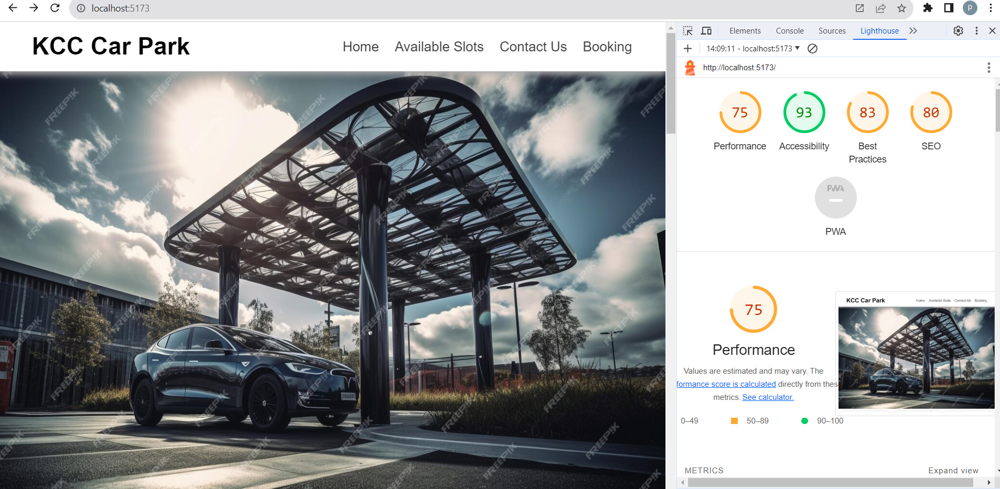 localhost:5173
P
KCC Car Park
Home Available Slots Contact Us Booking
FREEPIK
Elements Console Sources Lighthouse
14:09:11 - localhost:5173
http://localhost:5173/
75 93 83 80
Performance Accessibility Best Practices SEO
PWA
PWA
75
Performance
Values are estimated and may vary. The
formance score is calculated directly from thes
metrics. See calculator.
0–49 50–89 90–100
KCC Car Park
Home Available Slots Contact Us Booking
METRICS Expand view